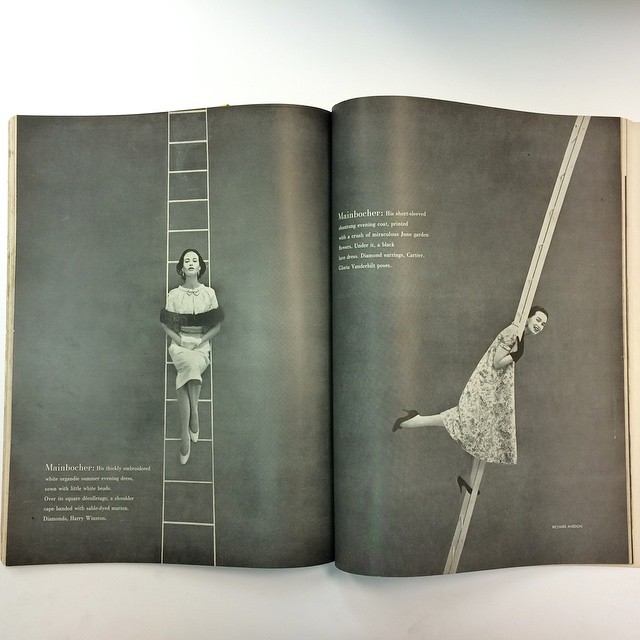 Mainbocher: His thickly embroidered
white organdie summer evening dress,
sewn with little white beads.
Over its square décolletage, a shoulder
cape banded with sable-dyed marten.
Diamonds, Harry Winston.
Mainbocher: His short-sleeved
shantung evening coat, printed
with a crush of miraculous June garden
flowers. Under it, a black
lace dress. Diamond earrings, Cartier.
Gloria Vanderbilt poses.
RICHARD AVEDON